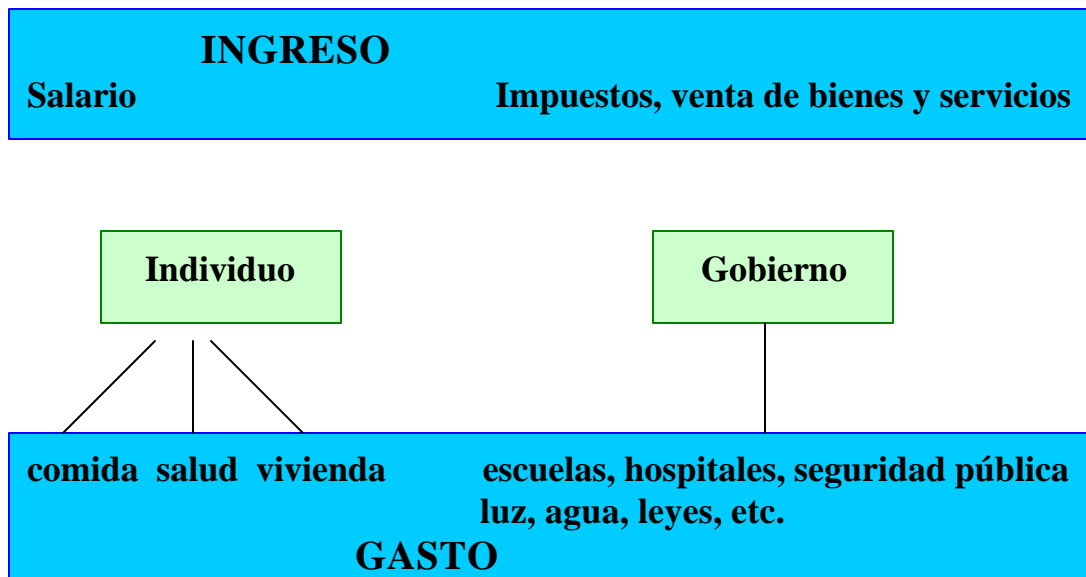 INGRESO
Salario Impuestos, venta de bienes y servicios
Individuo Gobierno
comida salud vivienda escuelas, hospitales, seguridad pública
luz, agua, leyes, etc.
GASTO